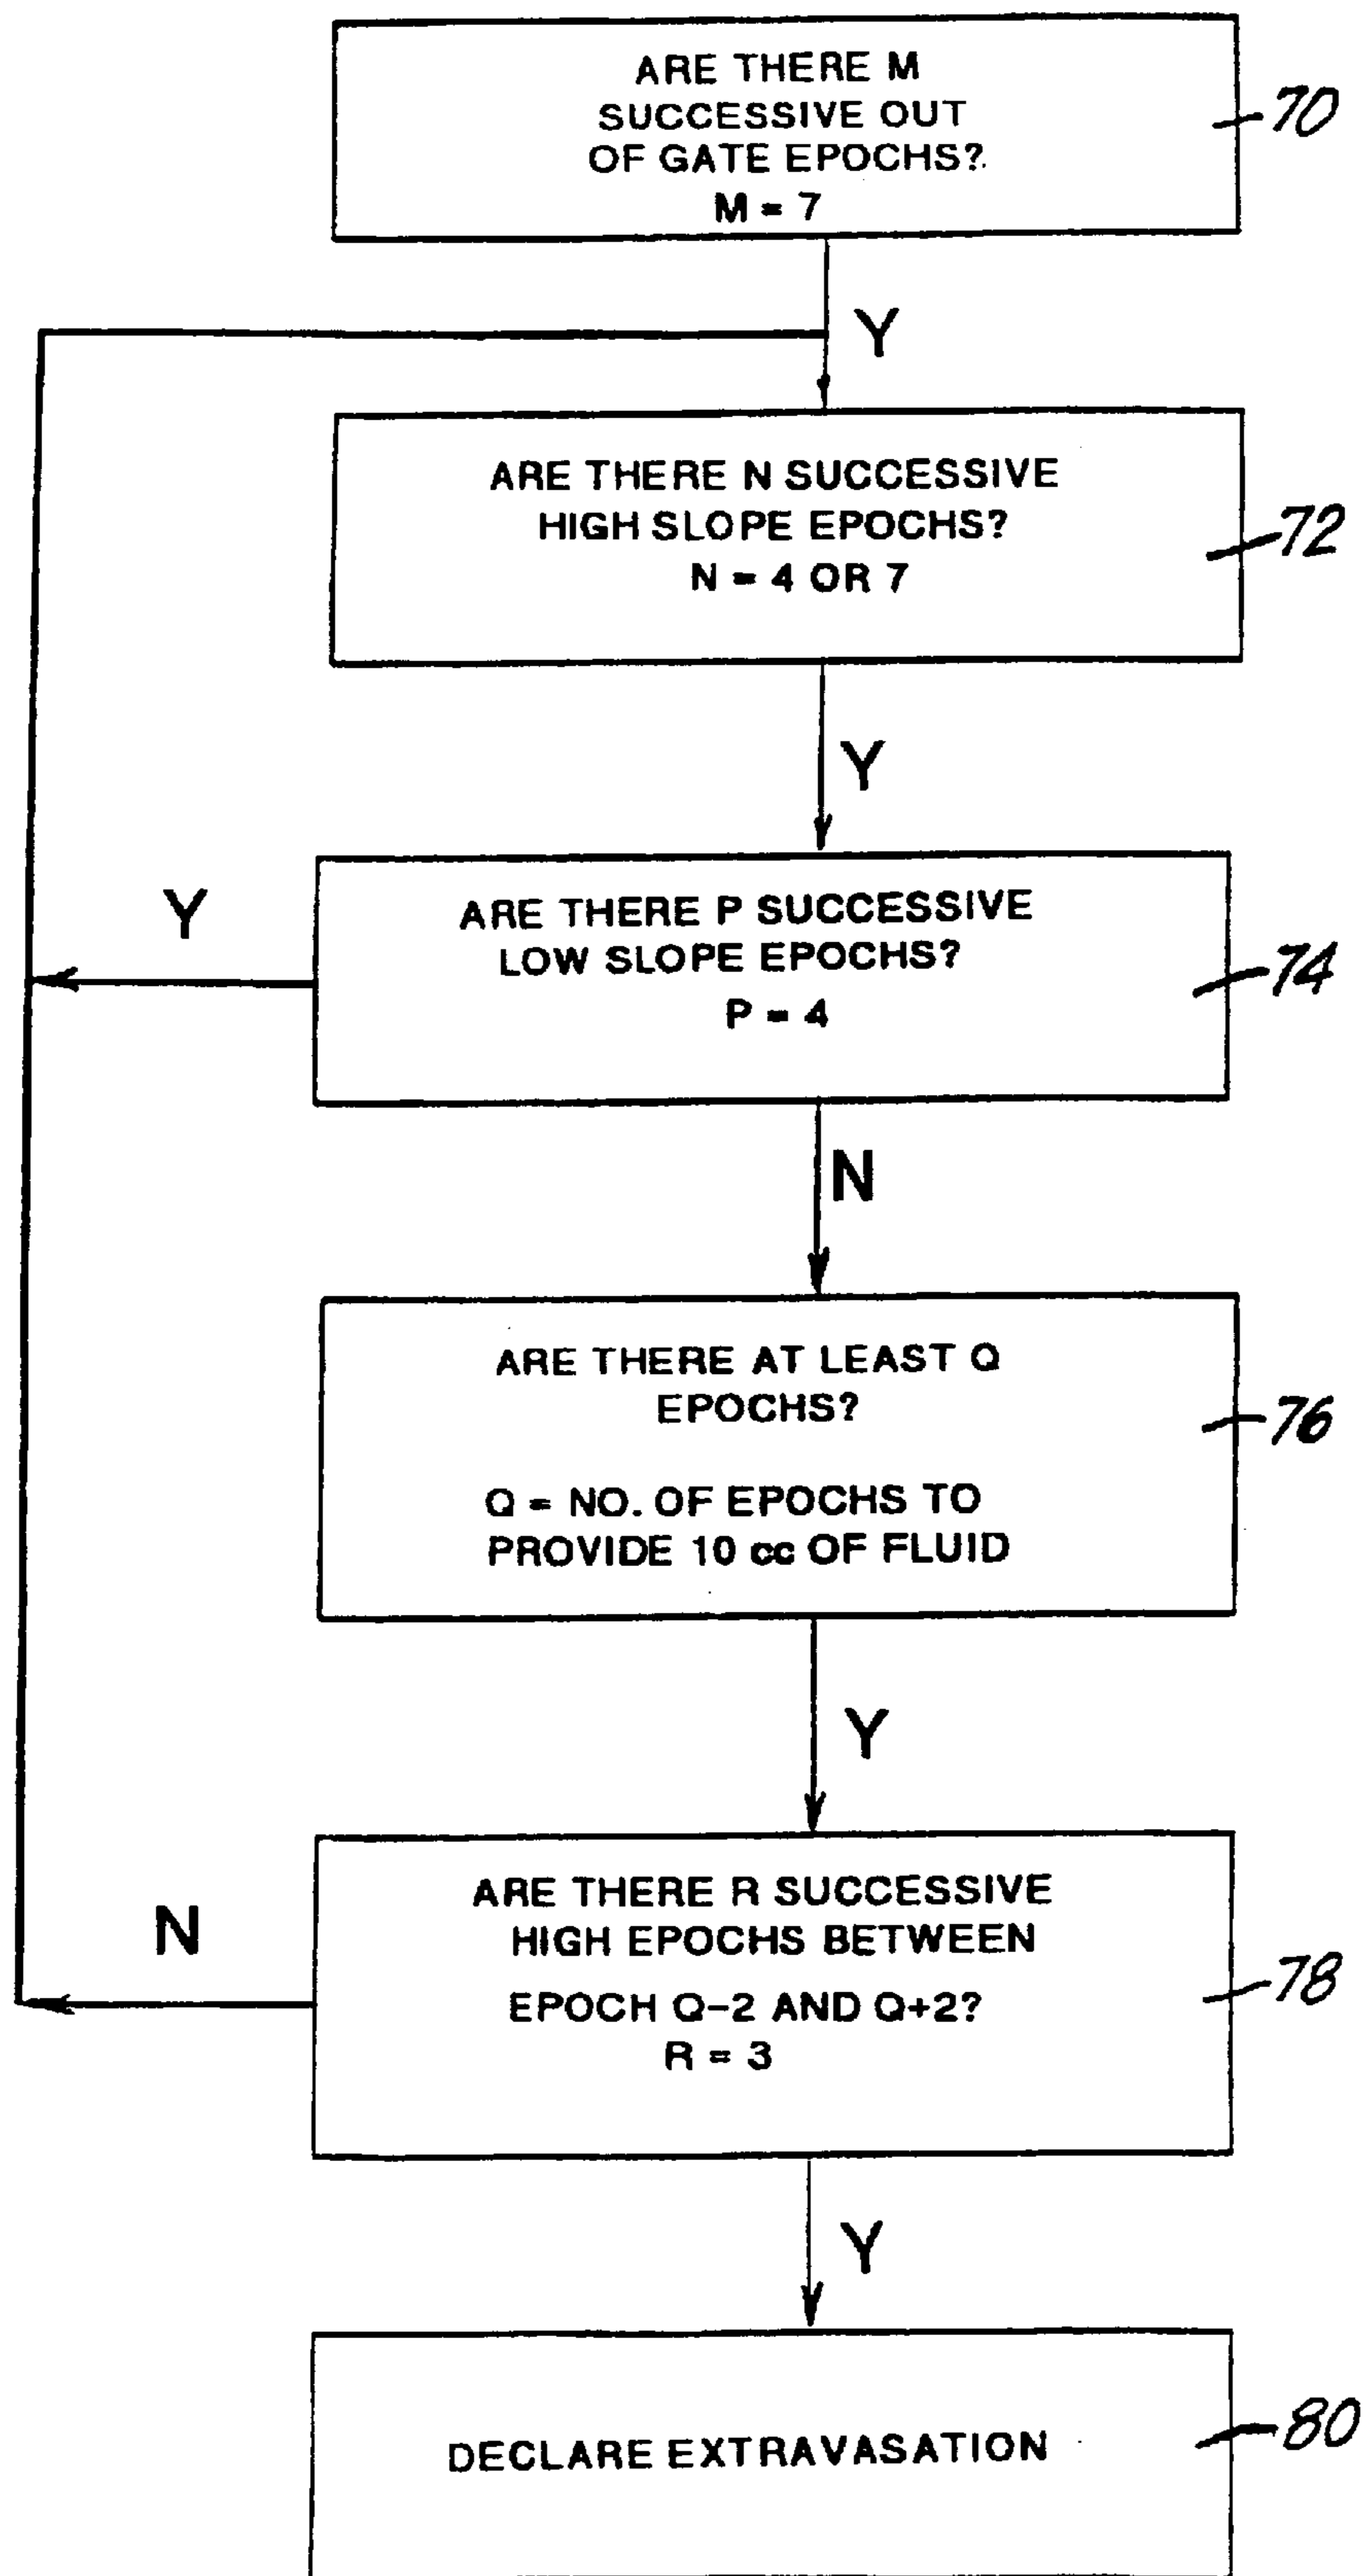 ARE THERE M
SUCCESSIVE OUT
OF GATE EPOCHS?
M = 7
70
Y
ARE THERE N SUCCESSIVE
HIGH SLOPE EPOCHS?
N = 4 OR 7
72
Y
ARE THERE P SUCCESSIVE
LOW SLOPE EPOCHS?
P = 4
74
Y
N
ARE THERE AT LEAST Q
EPOCHS?
Q = NO. OF EPOCHS TO
PROVIDE 10 cc OF FLUID
76
Y
ARE THERE R SUCCESSIVE
HIGH EPOCHS BETWEEN
EPOCH Q-2 AND Q+2?
R = 3
78
N
Y
DECLARE EXTRAVASATION
80